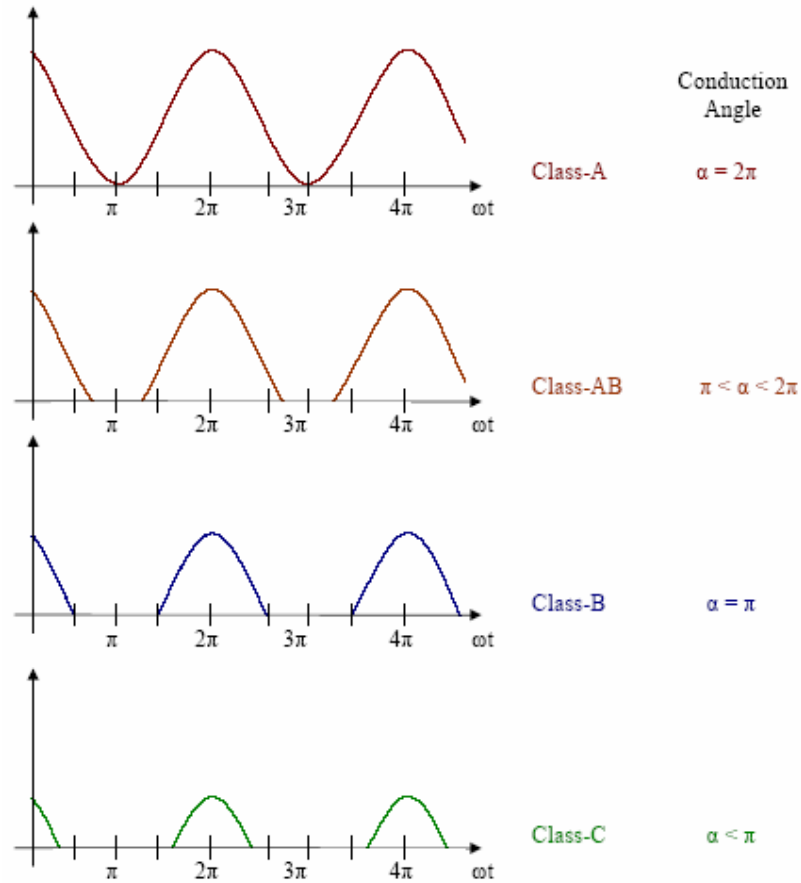 Conduction
Angle
Class-A α = 2π
π 2π 3π 4π ωt
Class-AB π < α < 2π
π 2π 3π 4π ωt
Class-B α = π
π 2π 3π 4π ωt
Class-C α < π
π 2π 3π 4π ωt